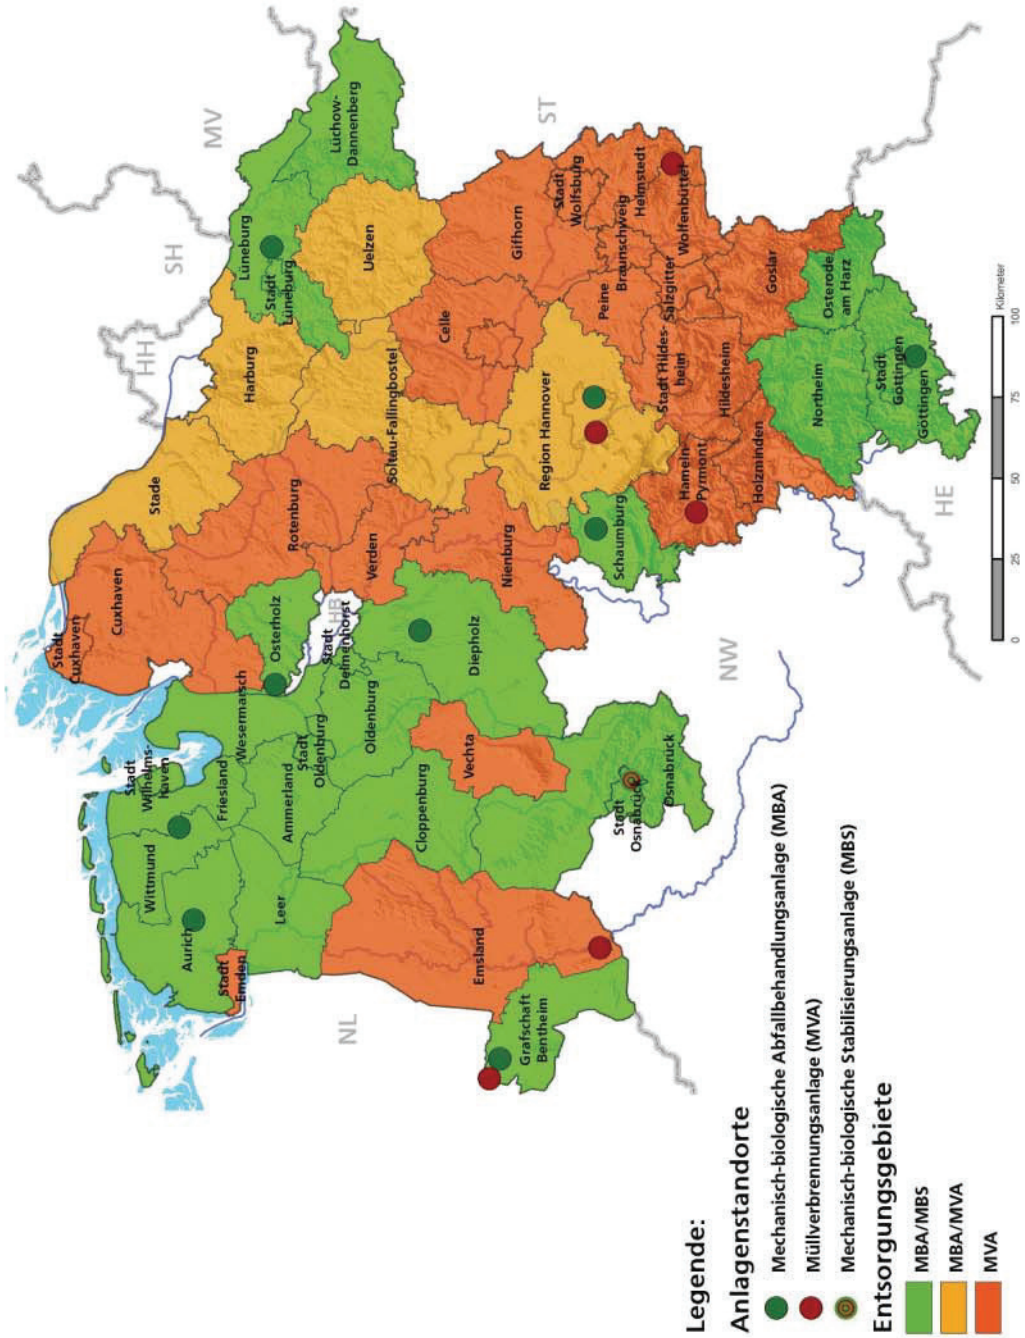 MV
SH
HH
ST
NL
HB
NW
HE
Lüchow-
Dannenberg
Lüneburg
Stadt
Lüneburg
Uelzen
Harburg
Stade
Soltau-Fallingbostel
Celle
Gifhorn
Stadt
Wolfsburg
Helmstedt
Braunschweig
Wolfenbüttel
Peine
Salzgitter
Goslar
Region Hannover
Stadt Hildes-
heim
Hildesheim
Hameln-
Pyrmont
Holzminden
Northeim
Osterode
am Harz
Stadt
Göttingen
Göttingen
Schaumburg
Nienburg
Verden
Rotenburg
Cuxhaven
Stadt
Cuxhaven
Osterholz
Stadt
Delmenhorst
Diepholz
Wesermarsch
Oldenburg
Stadt
Oldenburg
Ammerland
Friesland
Stadt
Wilhelms-
haven
Wittmund
Aurich
Stadt
Emden
Leer
Cloppenburg
Vechta
Stadt
Osnabrück
Osnabrück
Emsland
Grafschaft
Bentheim
0
25
50
75
100
Kilometer
Legende:
Anlagenstandorte
Mechanisch-biologische Abfallbehandlungsanlage (MBA)
Müllverbrennungsanlage (MVA)
Mechanisch-biologische Stabilisierungsanlage (MBS)
Entsorgungsgebiete
MBA/MBS
MBA/MVA
MVA